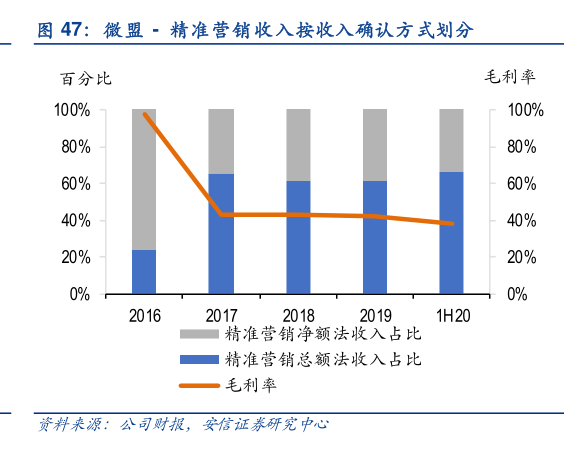 图 47：微盟 - 精准营销收入按收入确认方式划分
百分比 毛利率
100% 100%
80% 80%
60% 60%
40% 40%
20% 20%
0% 0%
2016 2017 2018 2019 1H20
精准营销净额法收入占比
精准营销总额法收入占比
毛利率
资料来源：公司财报，安信证券研究中心